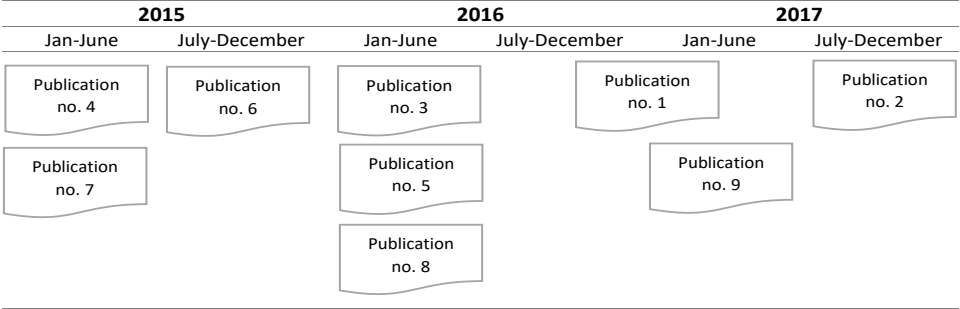 2015 2016 2017
Jan-June July-December Jan-June July-December Jan-June July-December
Publication
no. 4
Publication
no. 6
Publication
no. 3
Publication
no. 1
Publication
no. 2
Publication
no. 7
Publication
no. 5
Publication
no. 9
Publication
no. 8